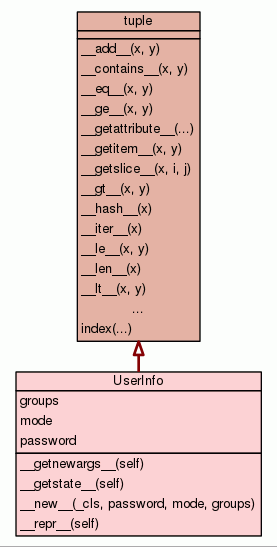 tuple
__add__(x, y)
__contains__(x, y)
__eq__(x, y)
__ge__(x, y)
__getattribute__(...)
__getitem__(x, y)
__getslice__(x, i, j)
__gt__(x, y)
__hash__(x)
__iter__(x)
__le__(x, y)
__len__(x)
__lt__(x, y)
...
index(...)
UserInfo
groups
mode
password
__getnewargs__(self)
__getstate__(self)
__new__(_cls, password, mode, groups)
__repr__(self)